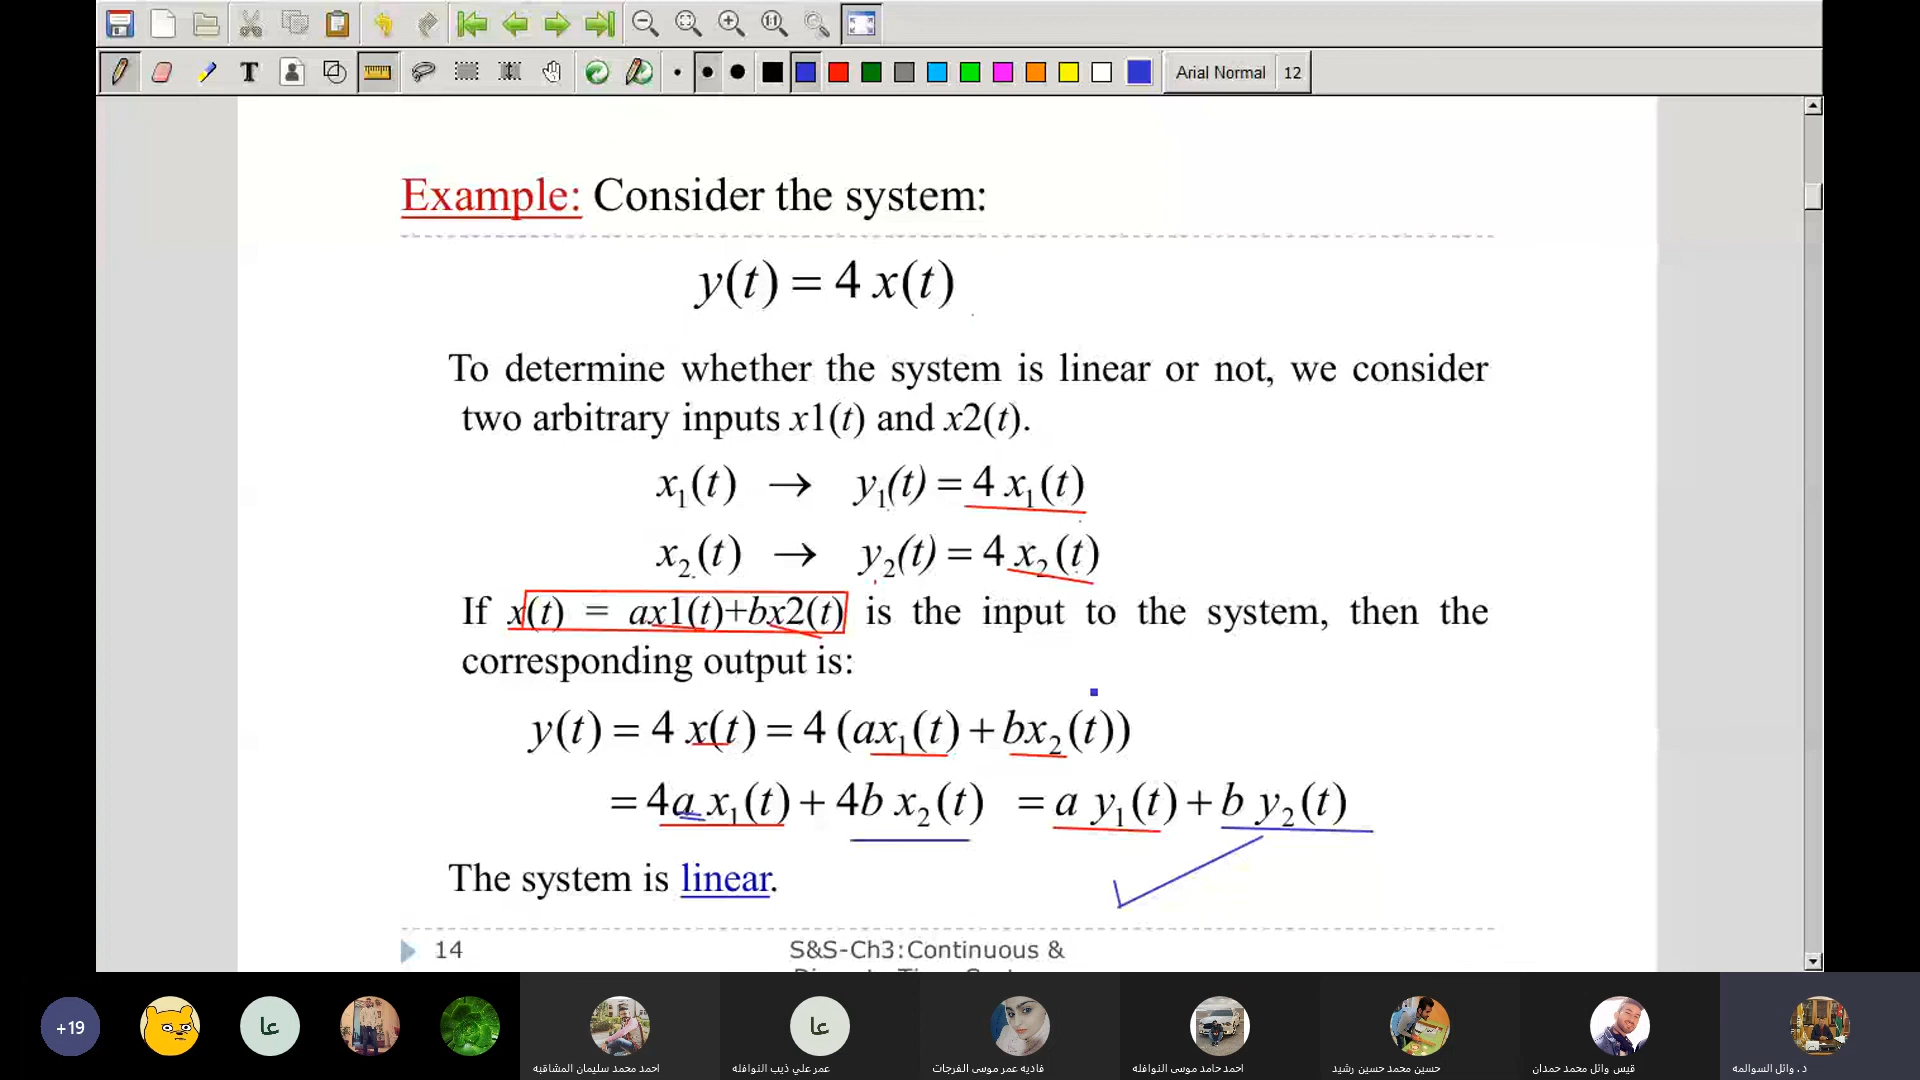 Arial Normal 12
Example: Consider the system:
y(t) = 4 x(t)
To determine whether the system is linear or not, we consider
two arbitrary inputs x1(t) and x2(t).
x₁(t) → y₁(t) = 4 x₁(t)
x₂(t) → y₂(t) = 4 x₂(t)
If x(t) = ax1(t)+bx2(t) is the input to the system, then the
corresponding output is:
y(t) = 4 x(t) = 4 (ax₁(t) + bx₂(t))
= 4a x₁(t) + 4b x₂(t) = a y₁(t) + b y₂(t)
The system is linear.
14
S&S-Ch3:Continuous &
+19
عا
عا
احمد محمد سليمان المشاقبه
عمر علي ذيب النوافله
فاديه عمر موسى الفرجات
احمد حامد موسى النوافله
حسين محمد حسين رشيد
قيس وائل محمد حمدان
د. وائل السوالمه